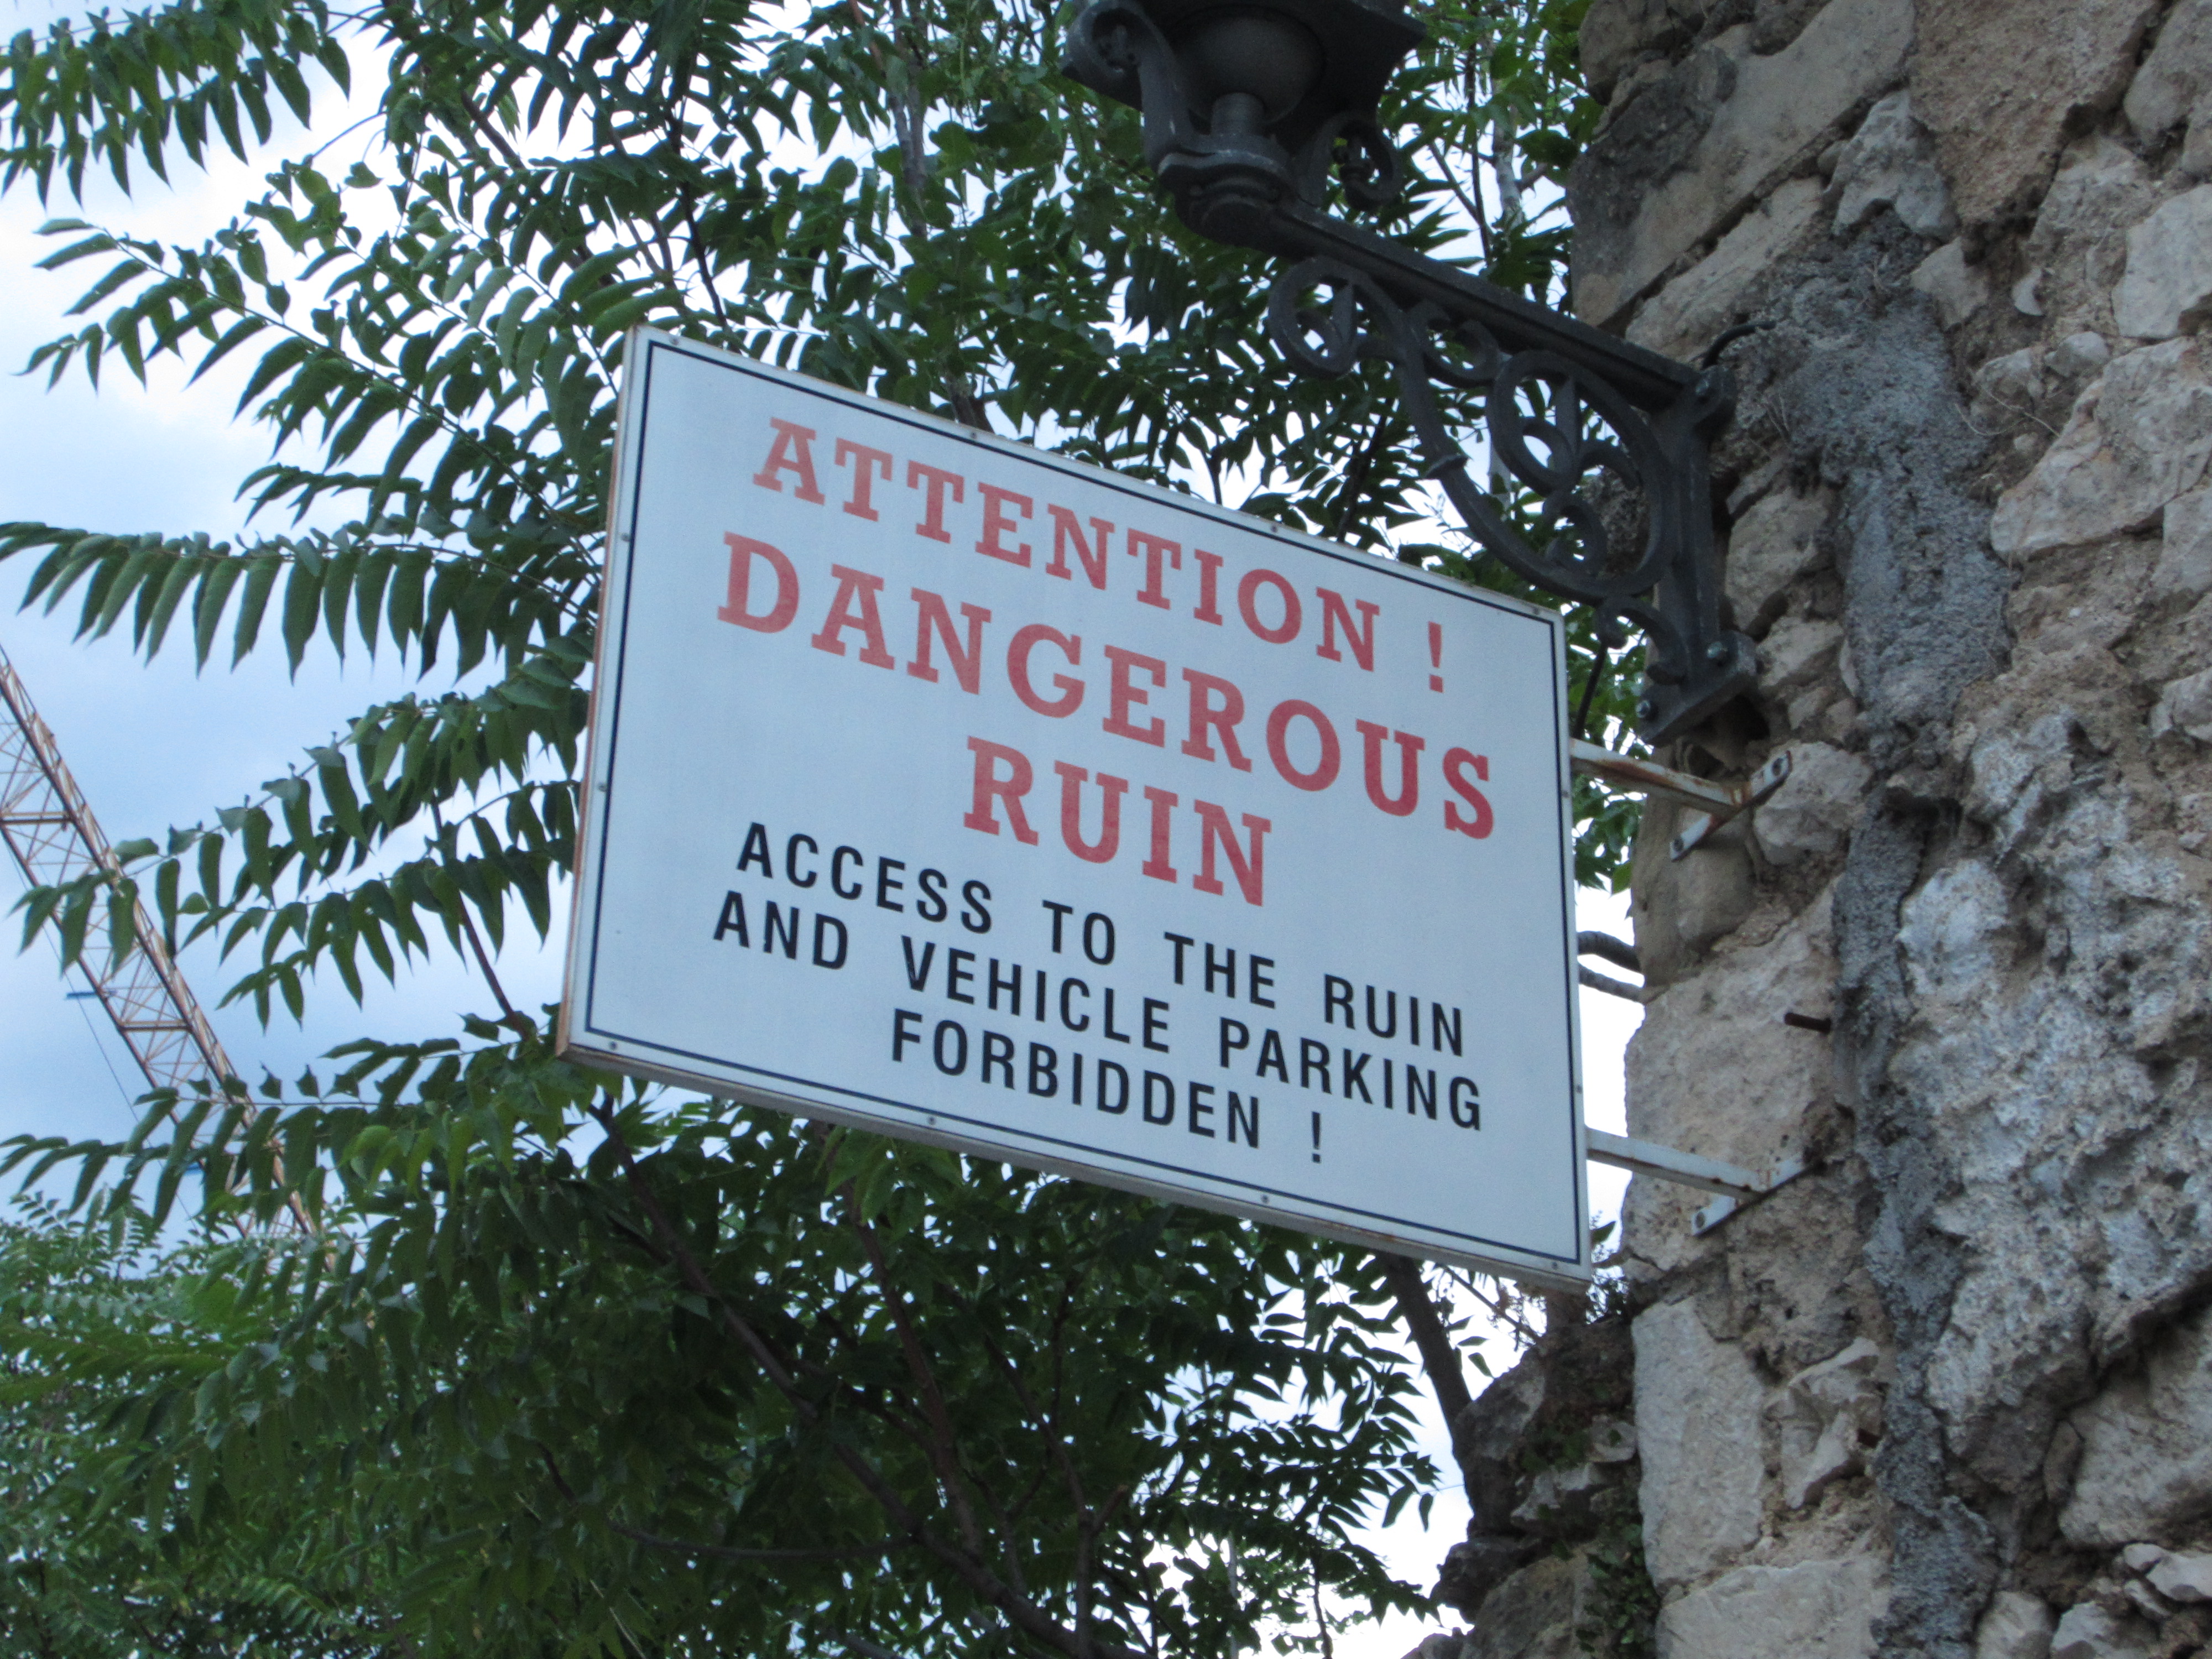 ATTENTION !
DANGEROUS
RUIN
ACCESS TO THE RUIN
AND VEHICLE PARKING
FORBIDDEN !